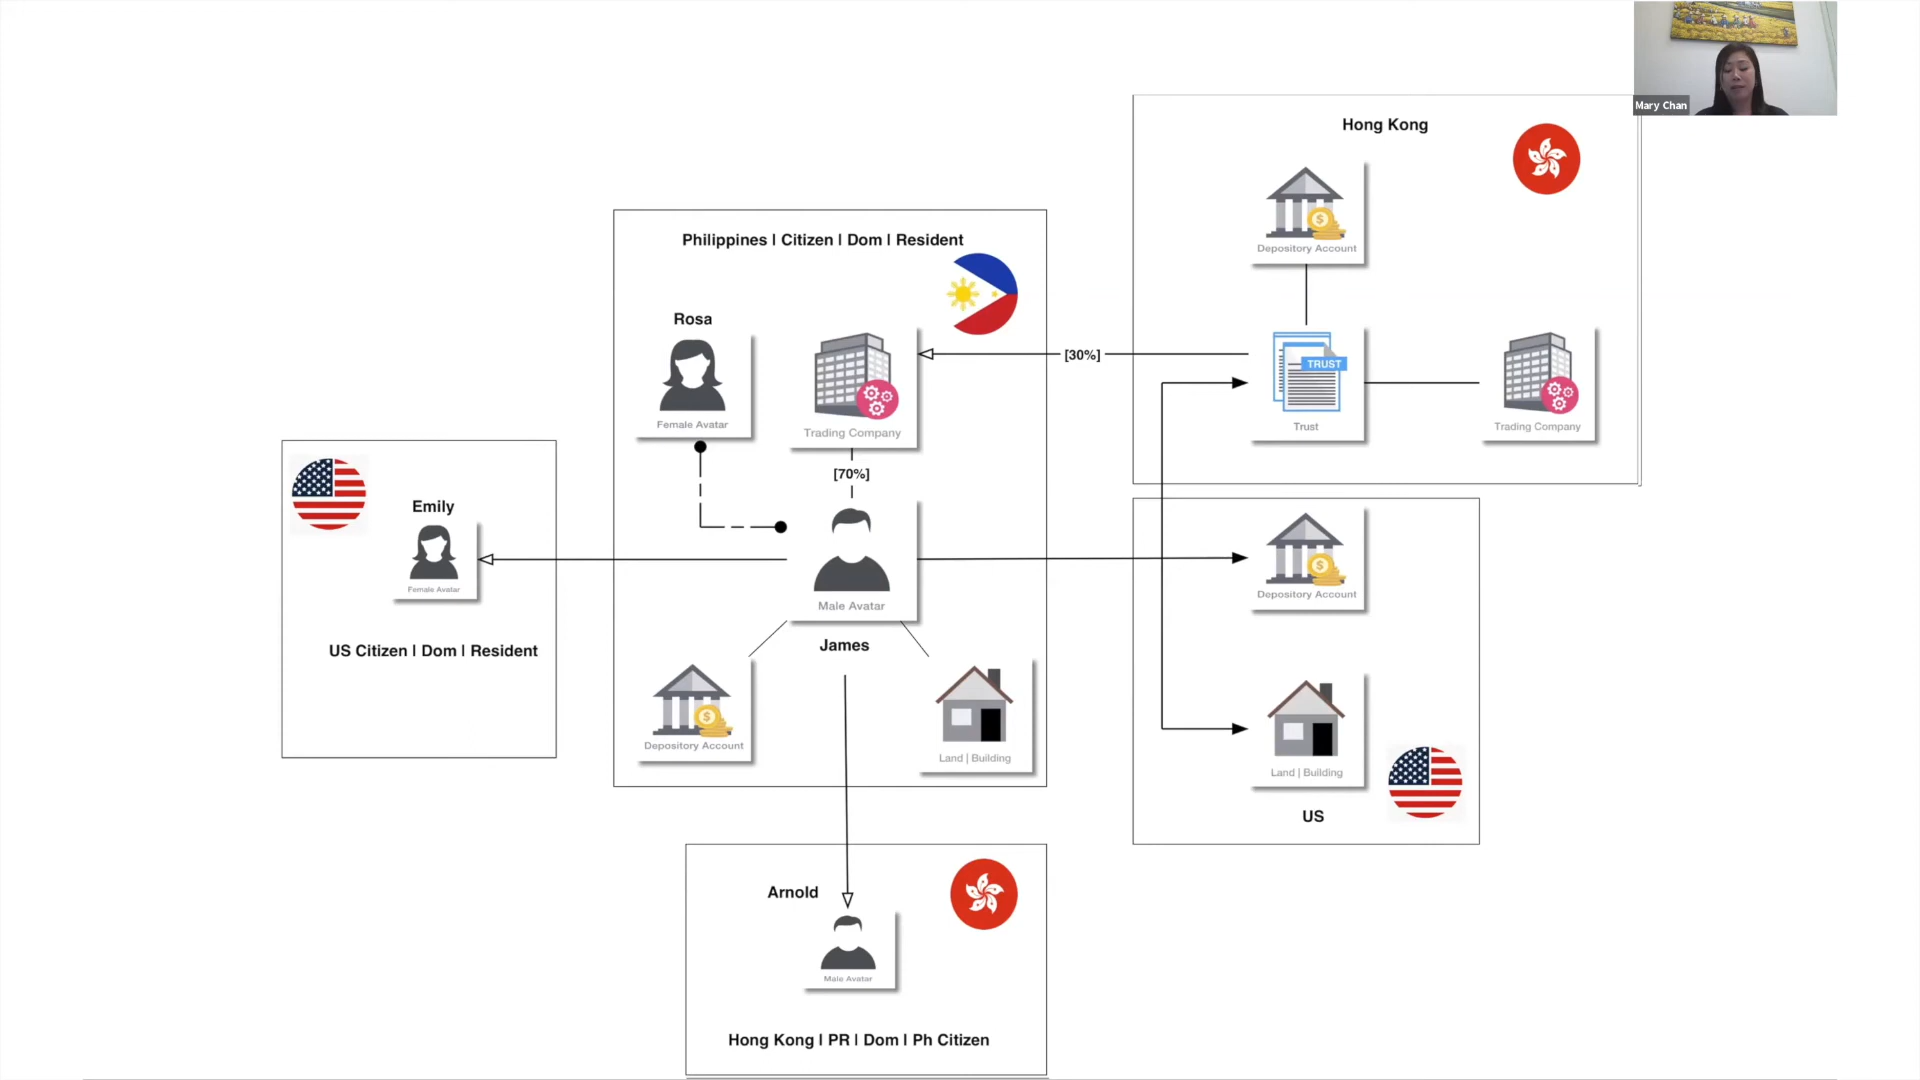 Mary Chan
Hong Kong
Depository Account
Philippines | Citizen | Dom | Resident
Rosa
Female Avatar
Trading Company
[30%]
TRUST
Trust
Trading Company
[70%]
Emily
Female Avatar
US Citizen | Dom | Resident
Male Avatar
James
Depository Account
Land | Building
Depository Account
Land | Building
US
Arnold
Male Avatar
Hong Kong | PR | Dom | Ph Citizen